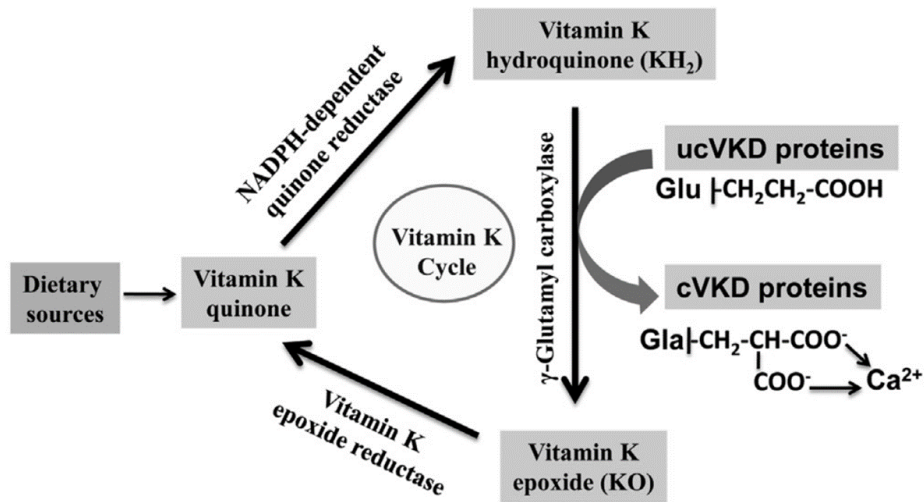 Vitamin K
hydroquinone (KH₂)
NADPH-dependent
quinone reductase
γ-Glutamyl carboxylase
ucVKD proteins
Glu |-CH₂CH₂-COOH
Vitamin K
Cycle
Dietary
sources
Vitamin K
quinone
cVKD proteins
Gla|-CH₂-CH-COO⁻
COO⁻
Ca²⁺
Vitamin K
epoxide reductase
Vitamin K
epoxide (KO)